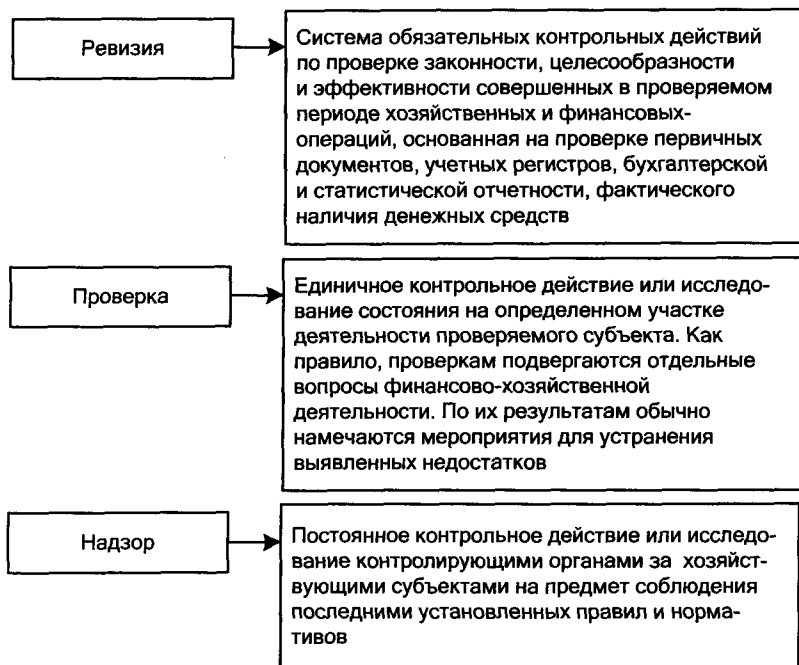 Ревизия
Система обязательных контрольных действий
по проверке законности, целесообразности
и эффективности совершенных в проверяемом
периоде хозяйственных и финансовых-
операций, основанная на проверке первичных
документов, учетных регистров, бухгалтерской
и статистической отчетности, фактического
наличия денежных средств
Проверка
Единичное контрольное действие или исследо-
вание состояния на определенном участке
деятельности проверяемого субъекта. Как
правило, проверкам подвергаются отдельные
вопросы финансово-хозяйственной
деятельности. По их результатам обычно
намечаются мероприятия для устранения
выявленных недостатков
Надзор
Постоянное контрольное действие или исследо-
вание контролирующими органами за хозяйст-
вующими субъектами на предмет соблюдения
последними установленных правил и норма-
тивов